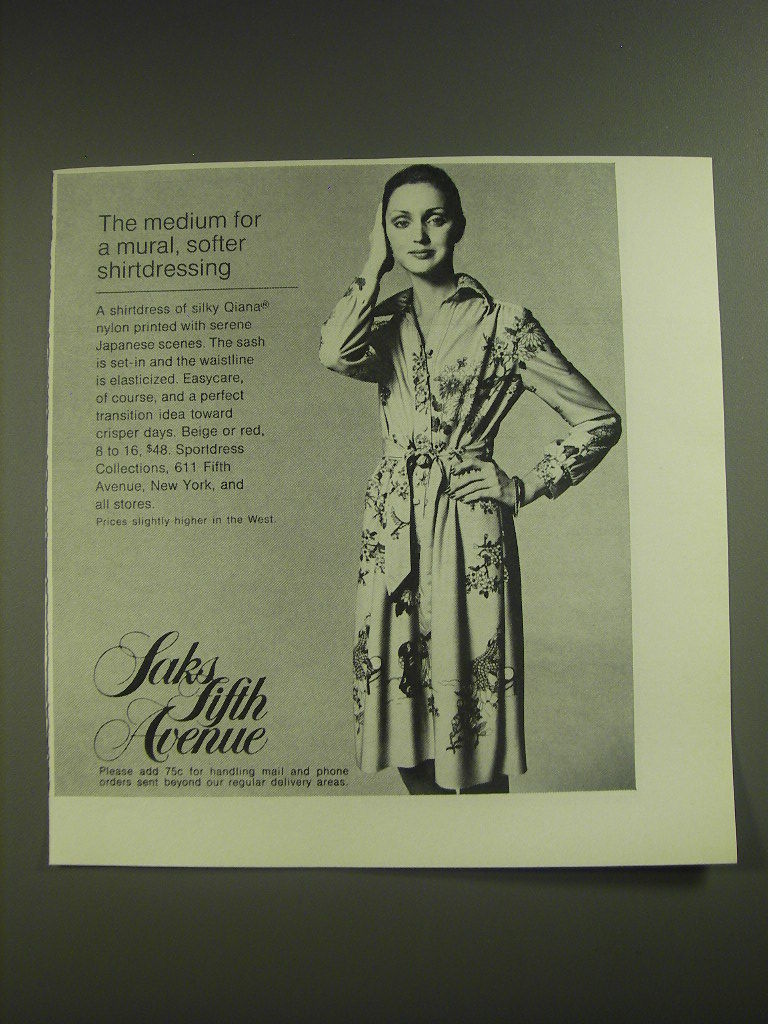 The medium for
a mural, softer
shirtdressing
A shirtdress of silky Qiana®
nylon printed with serene
Japanese scenes. The sash
is set-in and the waistline
is elasticized. Easycare,
of course, and a perfect
transition idea toward
crisper days. Beige or red,
8 to 16, $48. Sportdress
Collections, 611 Fifth
Avenue, New York, and
all stores.
Prices slightly higher in the West.
Saks
Fifth
Avenue
Please add 75c for handling mail and phone
orders sent beyond our regular delivery areas.